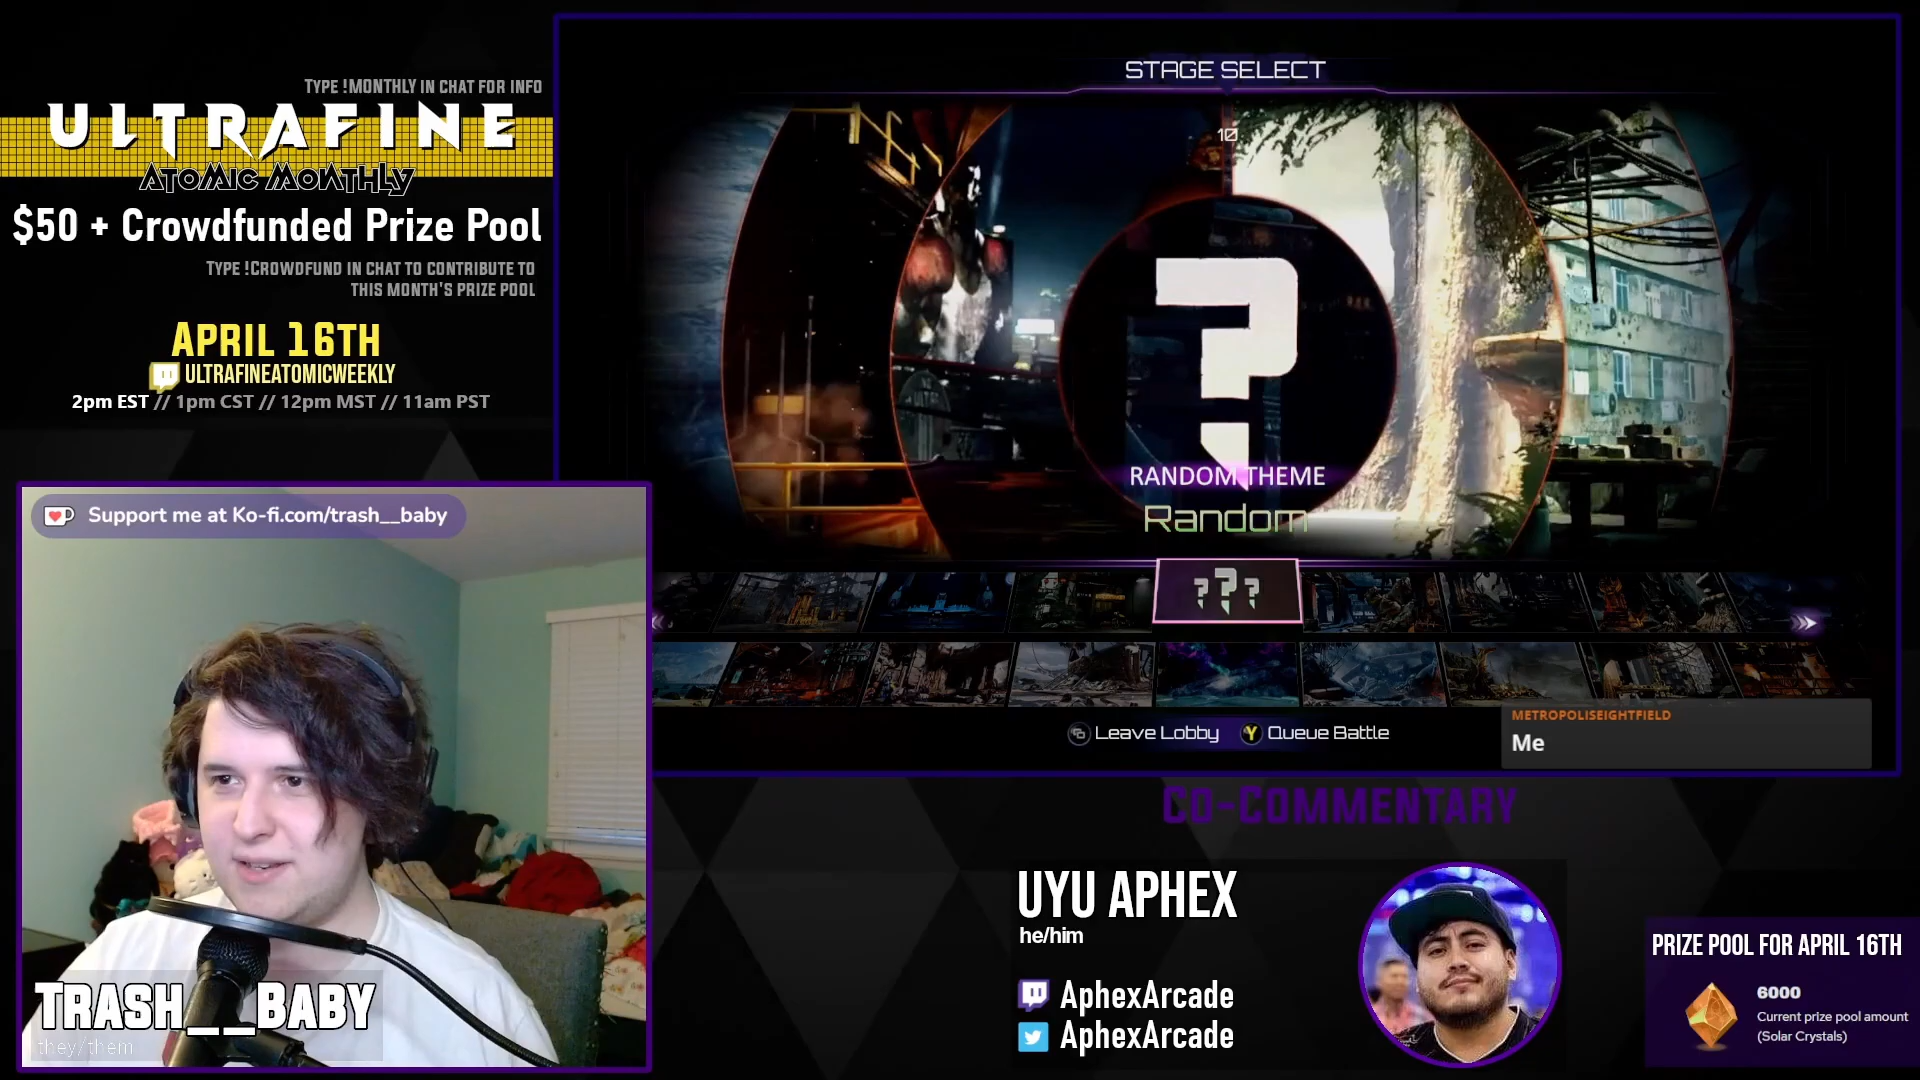 Type !Monthly in chat for info
ULTRAFINE
ATOMIC MONTHLY
$50 + Crowdfunded Prize Pool
Type !Crowdfund in chat to contribute to
this month's prize pool
April 16th
ULTRAFINEATOMICWEEKLY
2pm EST // 1pm CST // 12pm MST // 11am PST
STAGE SELECT
10
RANDOM THEME
Random
? ? ?
Leave Lobby
Y Queue Battle
METROPOLISEIGHTFIELD
Me
Support me at Ko-fi.com/trash__baby
Trash__baby
they/them
Co-Commentary
UYU APHEX
he/him
AphexArcade
AphexArcade
PRIZE POOL FOR APRIL 16TH
6000
Current prize pool amount
(Solar Crystals)